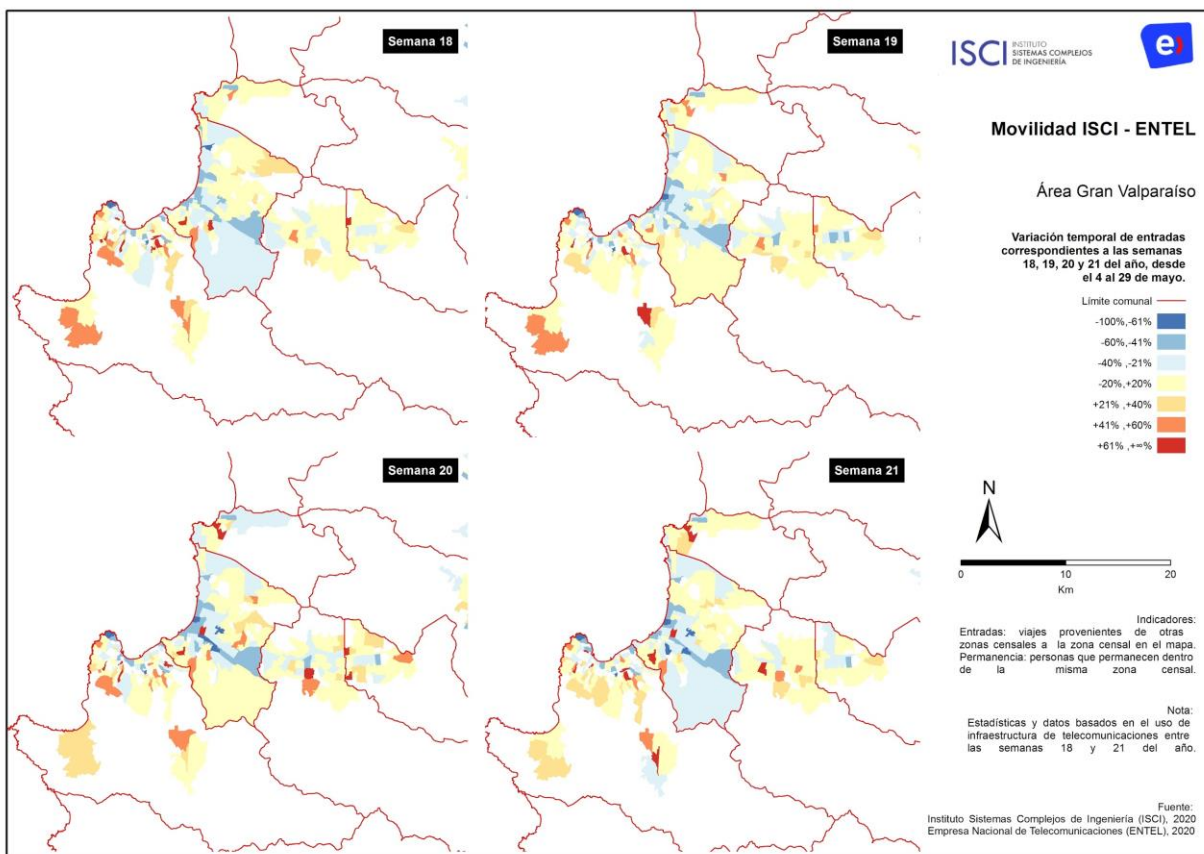 Semana 18
Semana 19
Semana 20
Semana 21
ISCI
INSTITUTO
SISTEMAS COMPLEJOS
DE INGENIERÍA
e)
Movilidad ISCI - ENTEL
Área Gran Valparaíso
Variación temporal de entradas
correspondientes a las semanas
18, 19, 20 y 21 del año, desde
el 4 al 29 de mayo.
Límite comunal
-100%,-61%
-60%,-41%
-40% ,-21%
-20%,+20%
+21% ,+40%
+41% ,+60%
+61% ,+∞%
N
0 10 20
Km
Indicadores:
Entradas: viajes provenientes de otras
zonas censales a la zona censal en el mapa.
Permanencia: personas que permanecen dentro
de la misma zona censal.
Nota:
Estadísticas y datos basados en el uso de
infraestructura de telecomunicaciones entre
las semanas 18 y 21 del año.
Fuente:
Instituto Sistemas Complejos de Ingeniería (ISCI), 2020
Empresa Nacional de Telecomunicaciones (ENTEL), 2020